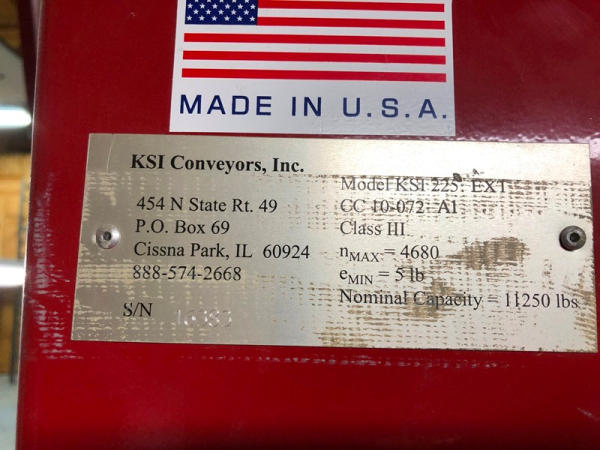 MADE IN U.S.A.
KSI Conveyors, Inc.
454 N State Rt. 49
P.O. Box 69
Cissna Park, IL 60924
888-574-2668
S/N
Model KSI 225: EXT
CC 10-072 A1
Class III
nMAX = 4680
eMIN = 5 lb
Nominal Capacity = 11250 lbs